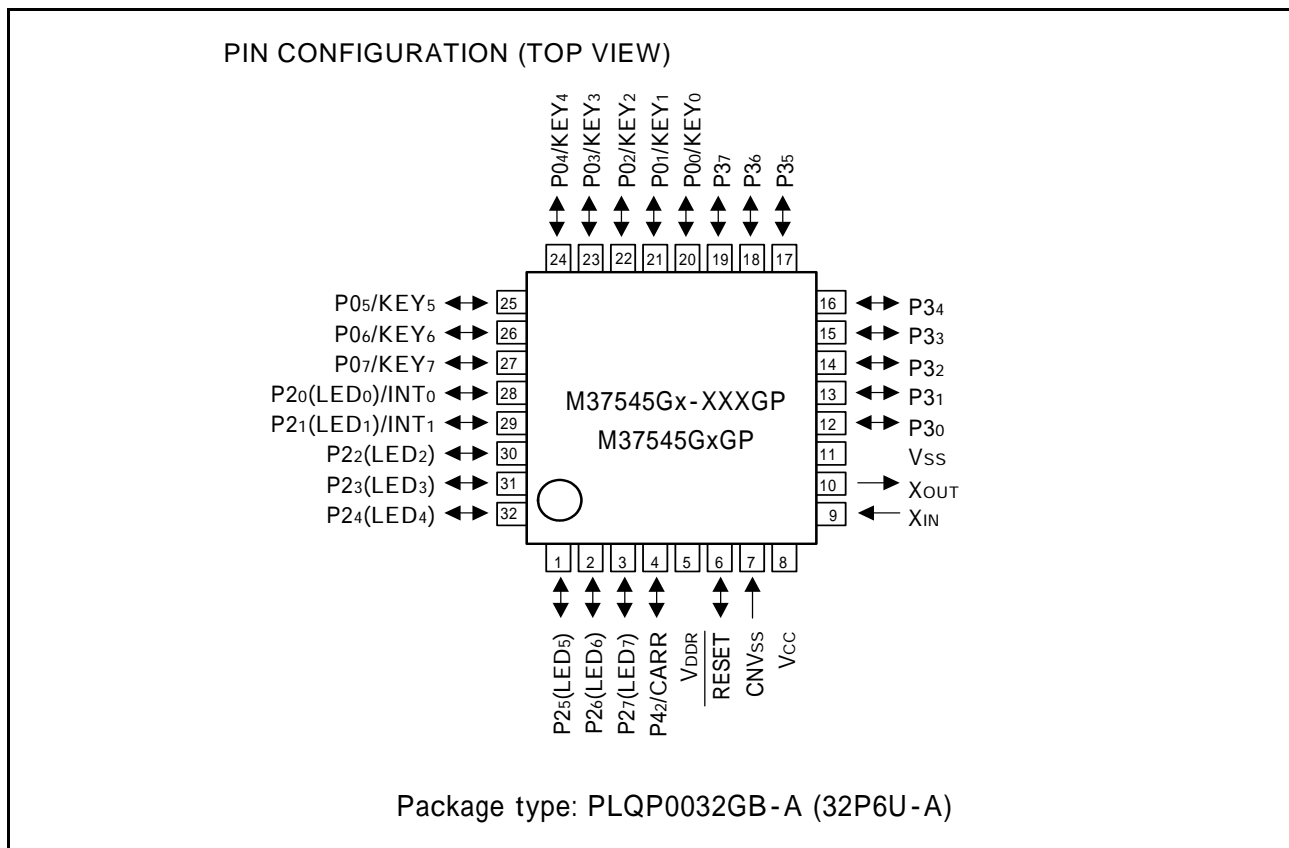 PIN CONFIGURATION (TOP VIEW)
P04/KEY4
P03/KEY3
P02/KEY2
P01/KEY1
P00/KEY0
P37
P36
P35
24 23 22 21 20 19 18 17
P05/KEY5 25
P06/KEY6 26
P07/KEY7 27
P20(LED0)/INT0 28
P21(LED1)/INT1 29
P22(LED2) 30
P23(LED3) 31
P24(LED4) 32
M37545Gx-XXXGP
M37545GxGP
16 P34
15 P33
14 P32
13 P31
12 P30
11 VSS
10 XOUT
9 XIN
1 2 3 4 5 6 7 8
P25(LED5)
P26(LED6)
P27(LED7)
P42/CARR
VDDR
RESET
CNVSS
VCC
Package type: PLQP0032GB-A (32P6U-A)